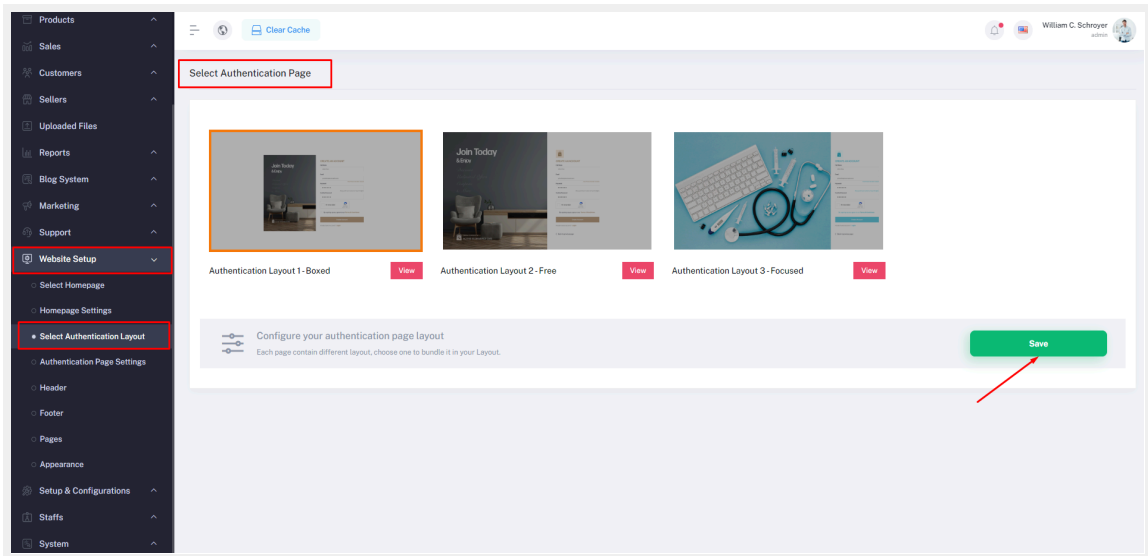 Products
Sales
Customers
Sellers
Uploaded Files
Reports
Blog System
Marketing
Support
Website Setup
Select Homepage
Homepage Settings
Select Authentication Layout
Authentication Page Settings
Header
Footer
Pages
Appearance
Setup & Configurations
Staffs
System
Clear Cache
William C. Schroyer
admin
Select Authentication Page
Join Today
Join Today
Authentication Layout 1 - Boxed
View
Authentication Layout 2 - Free
View
Authentication Layout 3 - Focused
View
Configure your authentication page layout
Each page contain different layout, choose one to bundle it in your Layout.
Save